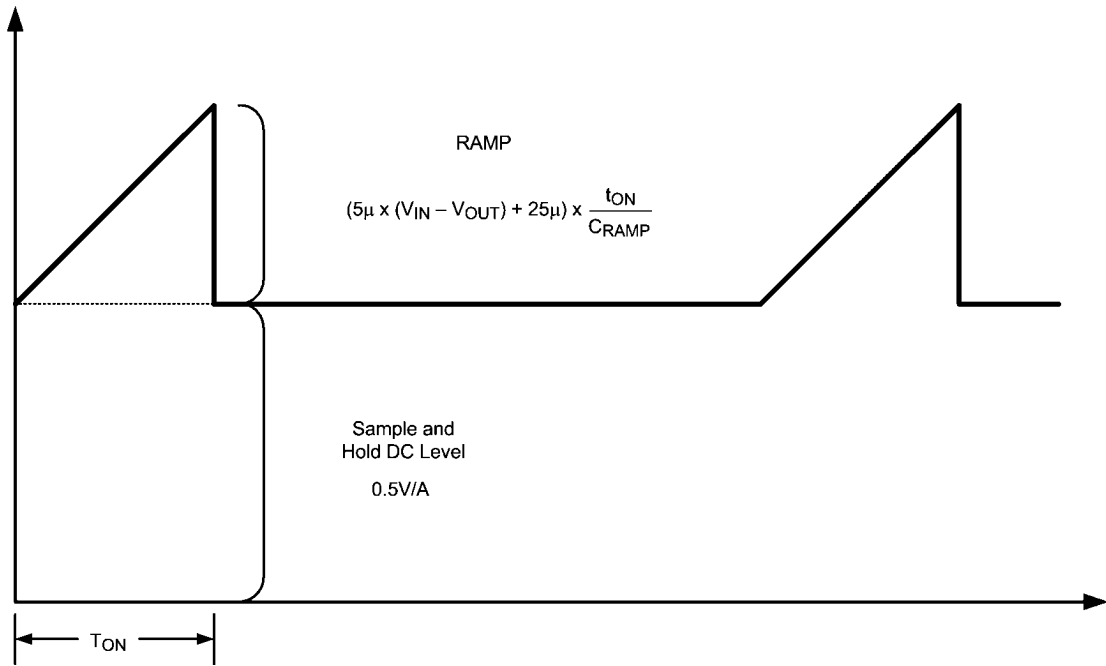 RAMP
(5μ x (VIN – VOUT) + 25μ) x tON
CRAMP
Sample and
Hold DC Level
0.5V/A
TON